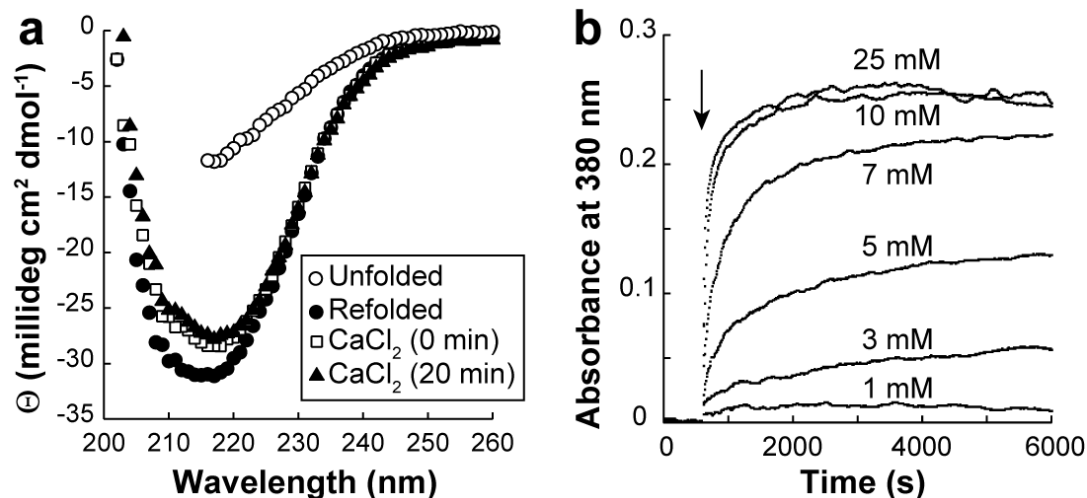 a
Θ (millideg cm² dmol⁻¹)
0
-5
-10
-15
-20
-25
-30
-35
200 210 220 230 240 250 260
Wavelength (nm)
Unfolded
Refolded
CaCl₂ (0 min)
CaCl₂ (20 min)
b
Absorbance at 380 nm
0.3
0.2
0.1
0
0 2000 4000 6000
Time (s)
25 mM
10 mM
7 mM
5 mM
3 mM
1 mM